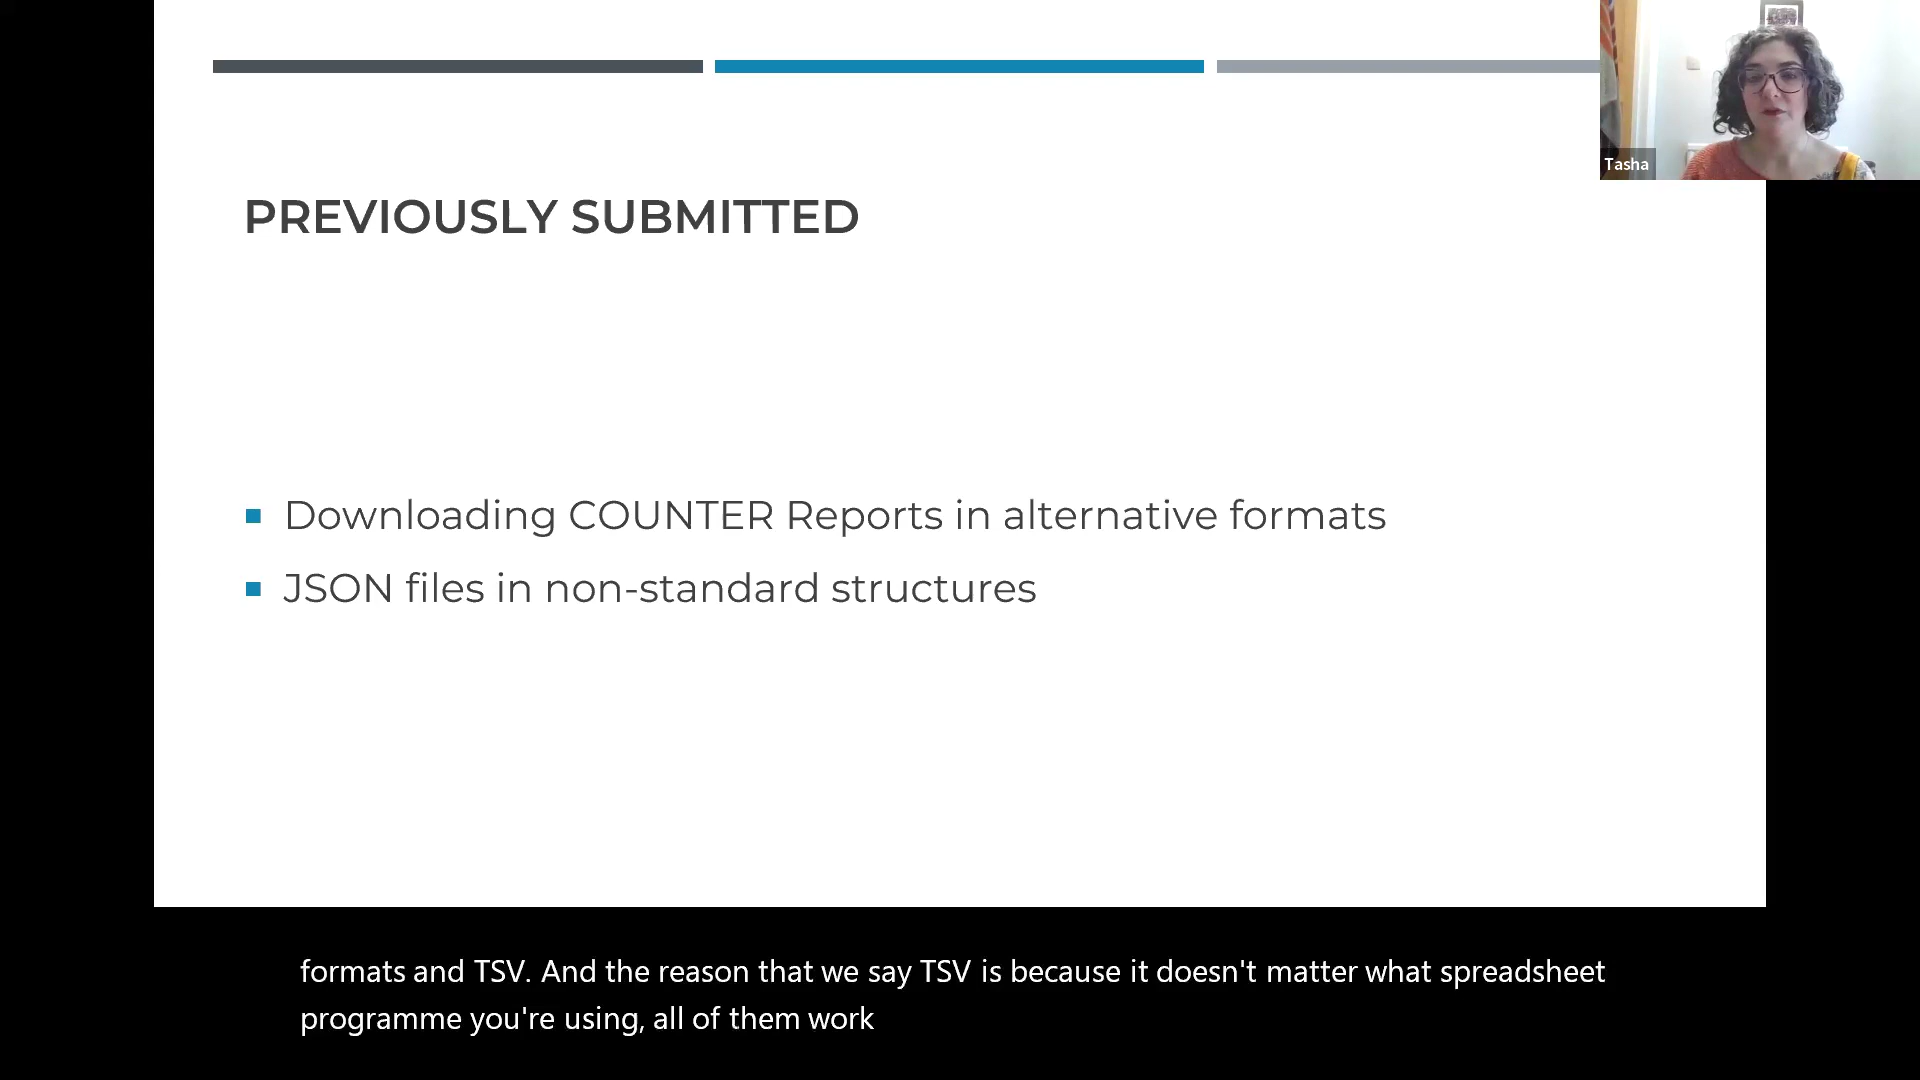 Tasha
PREVIOUSLY SUBMITTED
Downloading COUNTER Reports in alternative formats
JSON files in non-standard structures
formats and TSV. And the reason that we say TSV is because it doesn't matter what spreadsheet
programme you're using, all of them work